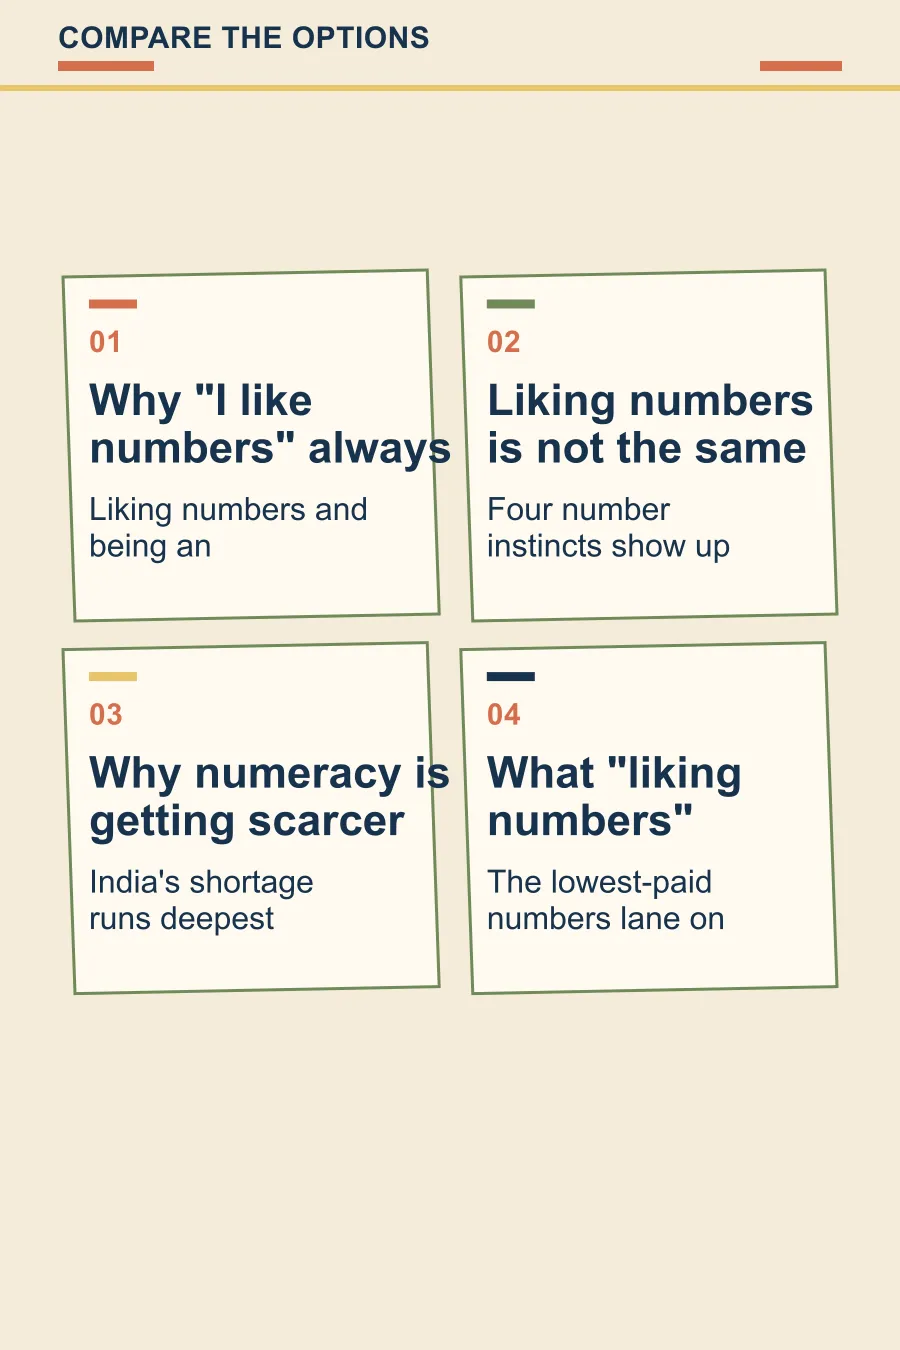 COMPARE THE OPTIONS
01
Why "I like
numbers" always
Liking numbers and
being an
02
Liking numbers
is not the same
Four number
instincts show up
03
Why numeracy is
getting scarcer
India's shortage
runs deepest
04
What "liking
numbers"
The lowest-paid
numbers lane on